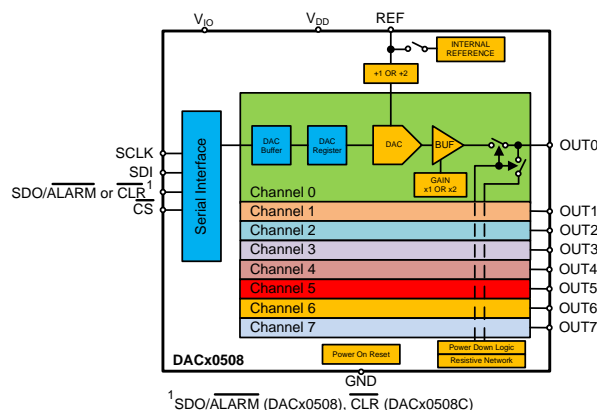 VIO
VDD
REF
INTERNAL
REFERENCE
÷1 OR ÷2
SCLK
SDI
SDO/ALARM or CLR1
CS
Serial Interface
DAC
Buffer
DAC
Register
DAC
BUF
GAIN
x1 OR x2
OUT0
Channel 0
Channel 1
OUT1
Channel 2
OUT2
Channel 3
OUT3
Channel 4
OUT4
Channel 5
OUT5
Channel 6
OUT6
Channel 7
OUT7
DACx0508
Power On Reset
Power Down Logic
Resistive Network
GND
1SDO/ALARM (DACx0508), CLR (DACx0508C)